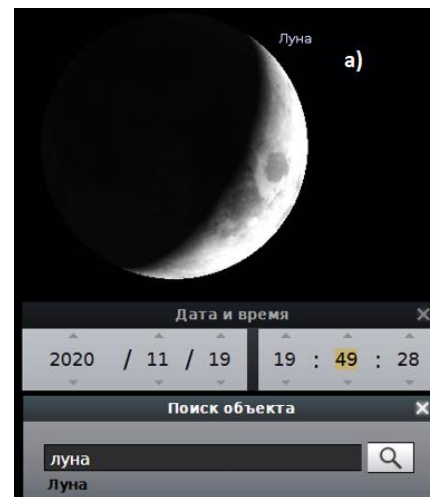 Луна
а)
Дата и время
2020 / 11 / 19 19 : 49 : 28
Поиск объекта
луна
Луна